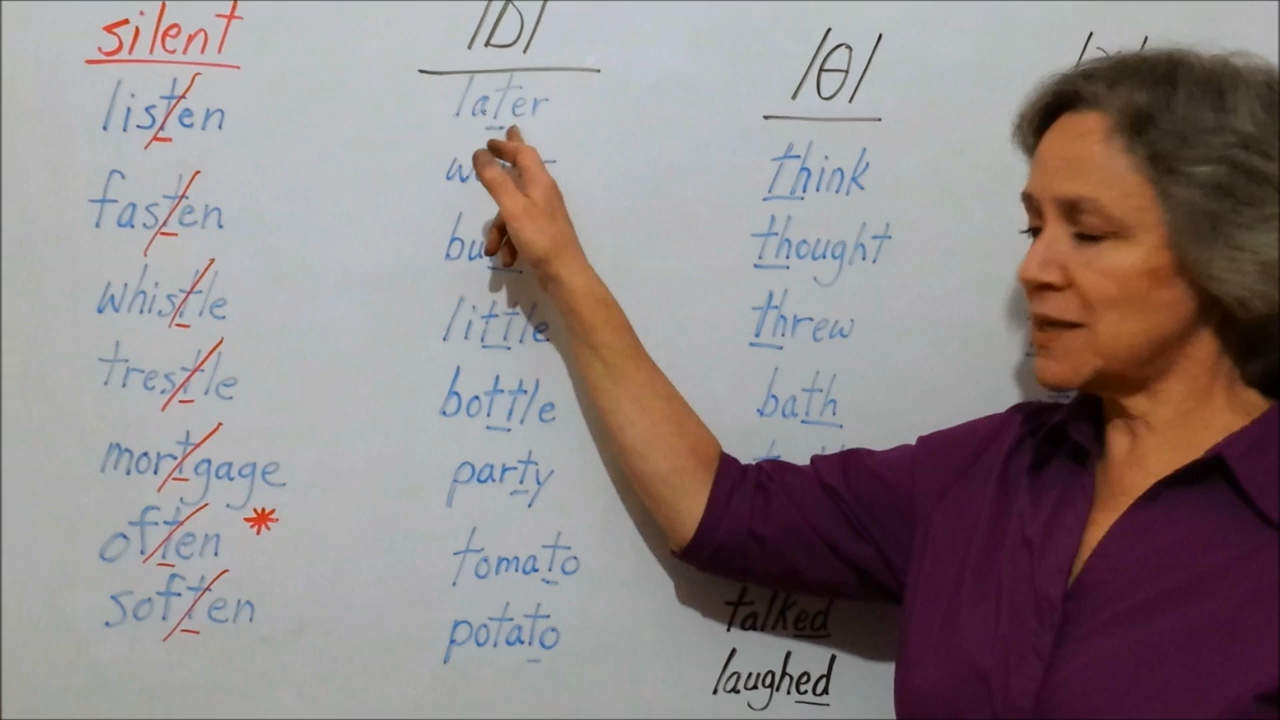 silent
listen
fasten
whistle
trestle
mortgage
often *
soften
/D/
later
little
bottle
party
tomato
potato
/θ/
think
thought
threw
bath
talked
laughed